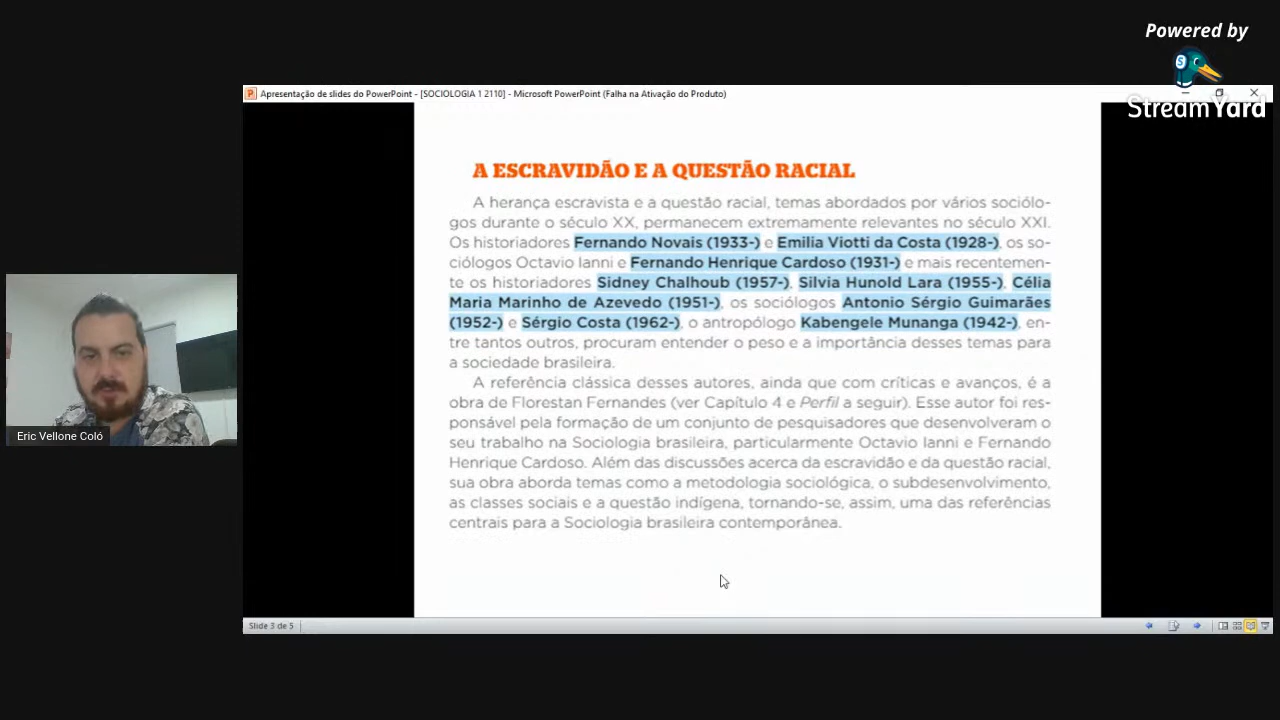 Powered by
StreamYard
Apresentação de slides do PowerPoint - [SOCIOLOGIA 1 2110] - Microsoft PowerPoint (Falha na Ativação do Produto)
A ESCRAVIDÃO E A QUESTÃO RACIAL
A herança escravista e a questão racial, temas abordados por vários sociólo-
gos durante o século XX, permanecem extremamente relevantes no século XXI.
Os historiadores Fernando Novais (1933-) e Emilia Viotti da Costa (1928-), os so-
ciólogos Octavio Ianni e Fernando Henrique Cardoso (1931-) e mais recentemen-
te os historiadores Sidney Chalhoub (1957-), Silvia Hunold Lara (1955-), Célia
Maria Marinho de Azevedo (1951-), os sociólogos Antonio Sérgio Guimarães
(1952-) e Sérgio Costa (1962-), o antropólogo Kabengele Munanga (1942-), en-
tre tantos outros, procuram entender o peso e a importância desses temas para
a sociedade brasileira.
A referência clássica desses autores, ainda que com críticas e avanços, é a
obra de Florestan Fernandes (ver Capítulo 4 e Perfil a seguir). Esse autor foi res-
ponsável pela formação de um conjunto de pesquisadores que desenvolveram o
seu trabalho na Sociologia brasileira, particularmente Octavio Ianni e Fernando
Henrique Cardoso. Além das discussões acerca da escravidão e da questão racial,
sua obra aborda temas como a metodologia sociológica, o subdesenvolvimento,
as classes sociais e a questão indígena, tornando-se, assim, uma das referências
centrais para a Sociologia brasileira contemporânea.
Eric Vellone Coló
Slide 3 de 5